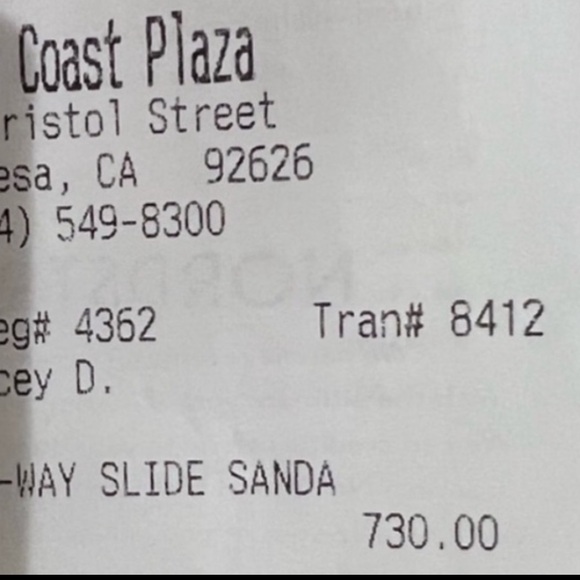 Coast Plaza
ristol Street
esa, CA 92626
4) 549-8300
eg# 4362 Tran# 8412
cey D.
-WAY SLIDE SANDA
730.00